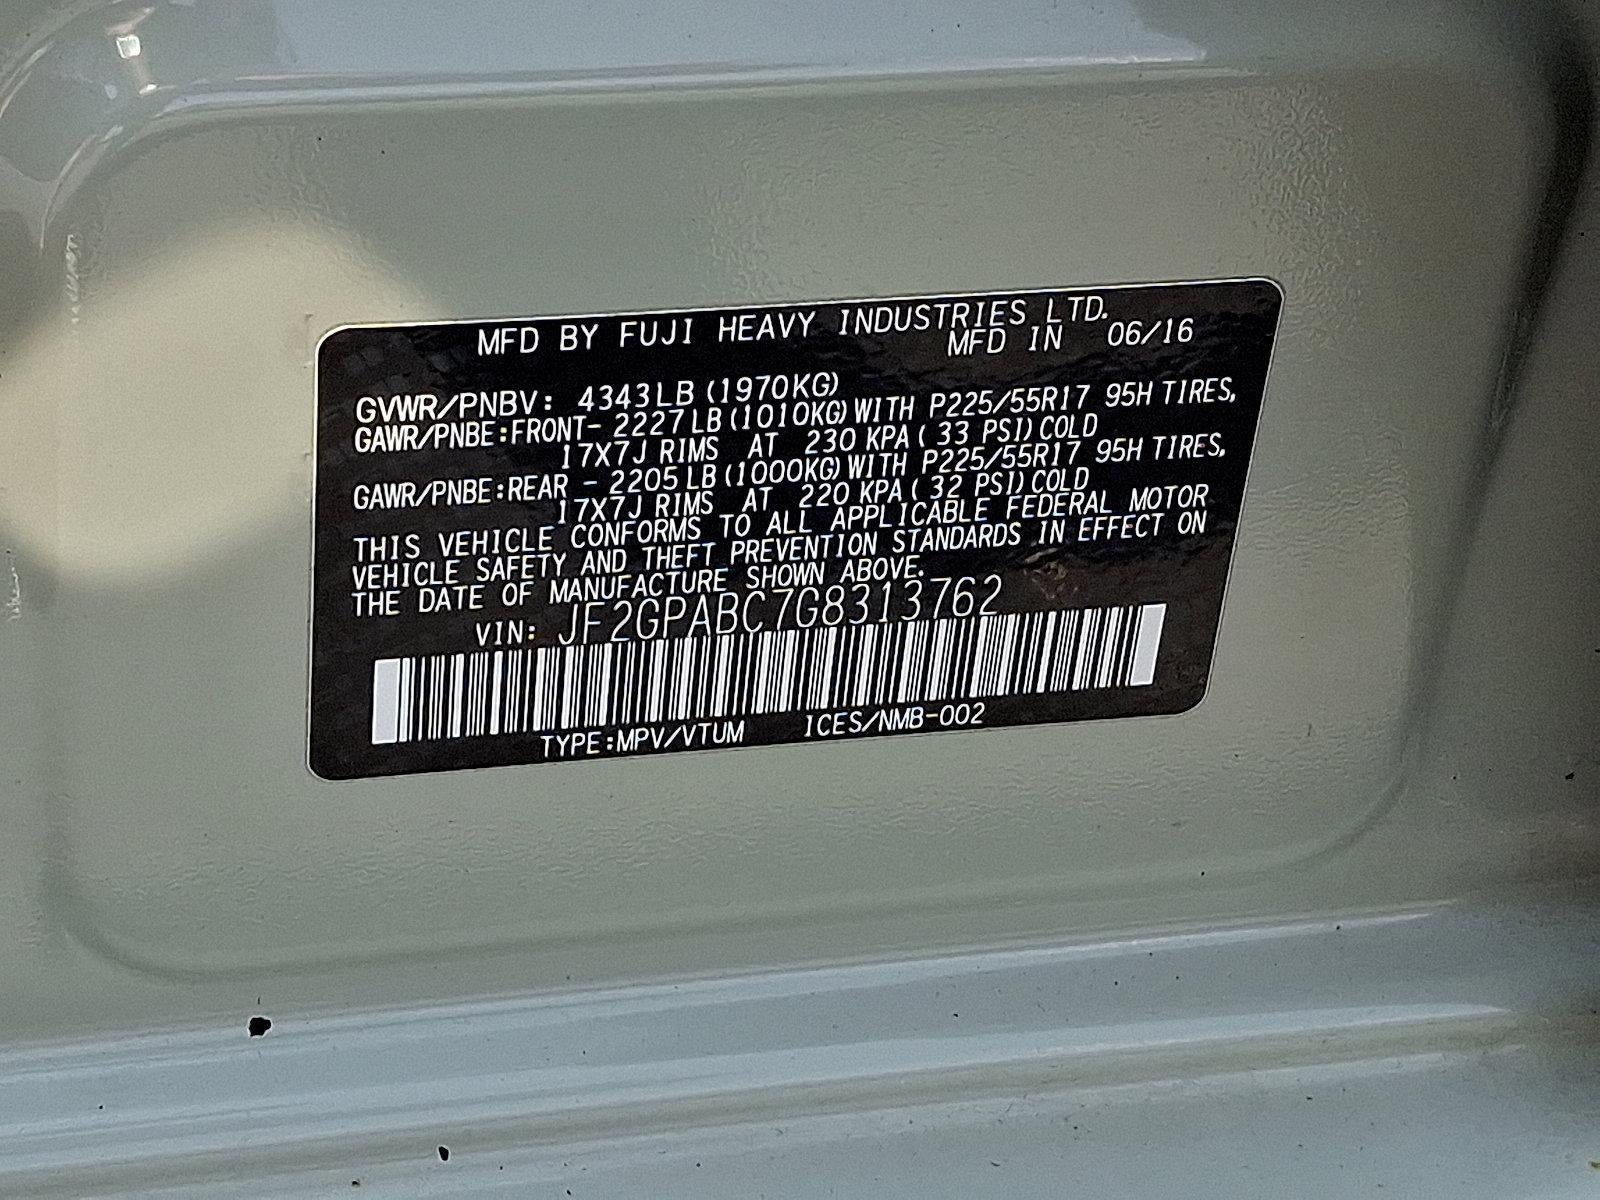 MFD BY FUJI HEAVY INDUSTRIES LTD.
MFD IN 06/16
GVWR/PNBV: 4343LB (1970KG)
GAWR/PNBE:FRONT- 2227LB (1010KG) WITH P225/55R17 95H TIRES,
17X7J RIMS AT 230 KPA ( 33 PSI) COLD
GAWR/PNBE:REAR - 2205LB (1000KG) WITH P225/55R17 95H TIRES,
17X7J RIMS AT 220 KPA ( 32 PSI) COLD
THIS VEHICLE CONFORMS TO ALL APPLICABLE FEDERAL MOTOR
VEHICLE SAFETY AND THEFT PREVENTION STANDARDS IN EFFECT ON
THE DATE OF MANUFACTURE SHOWN ABOVE.
VIN: JF2GPABC7G8313762
TYPE:MPV/VTUM ICES/NMB-002